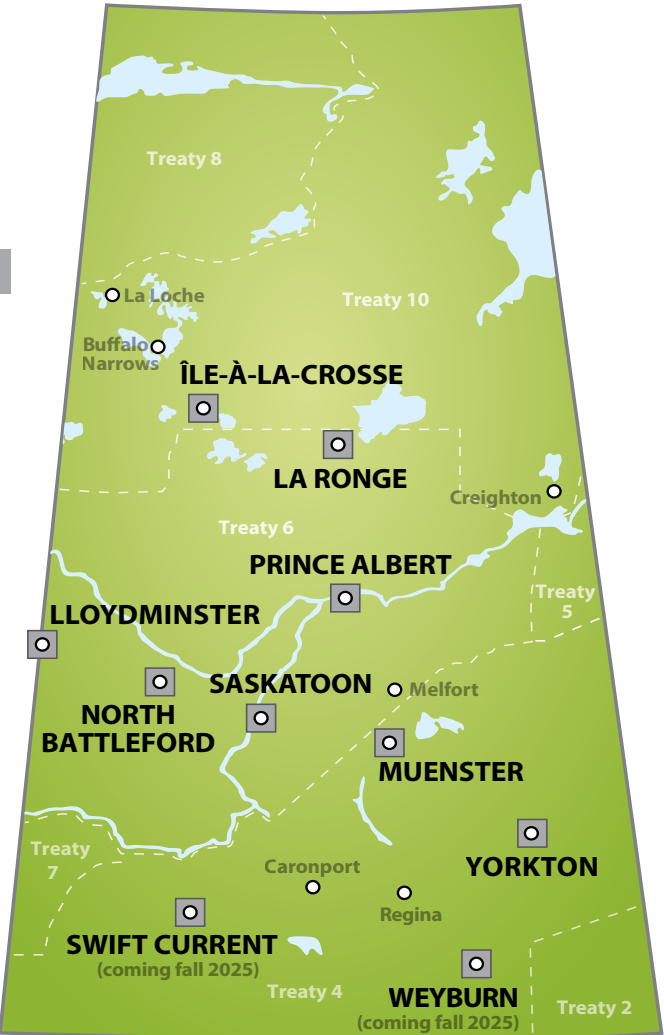 Treaty 8
La Loche
Treaty 10
Buffalo
Narrows
ÎLE-À-LA-CROSSE
LA RONGE
Creighton
Treaty 6
PRINCE ALBERT
Treaty
5
LLOYDMINSTER
SASKATOON
Melfort
NORTH
BATTLEFORD
MUENSTER
Treaty
7
Caronport
YORKTON
Regina
SWIFT CURRENT
(coming fall 2025)
Treaty 4
WEYBURN
(coming fall 2025)
Treaty 2